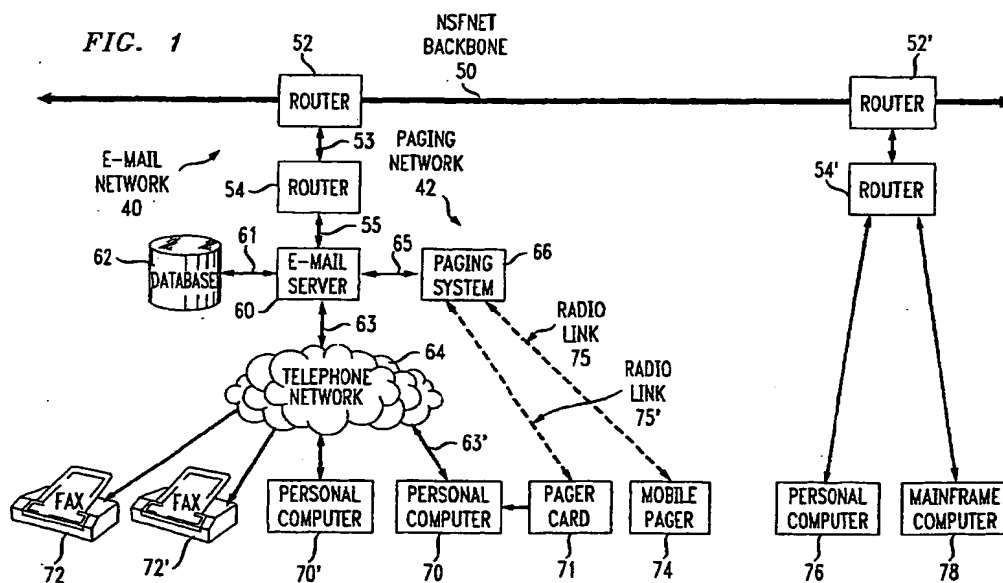 FIG. 1
NSFNET
BACKBONE
50
52
52'
ROUTER
ROUTER
53
E-MAIL
NETWORK
40
PAGING
NETWORK
42
54
ROUTER
54'
ROUTER
55
62
DATABASE
61
E-MAIL
SERVER
60
65
PAGING
SYSTEM
66
63
64
TELEPHONE
NETWORK
RADIO
LINK
75
RADIO
LINK
75'
63'
FAX
72
FAX
72'
PERSONAL
COMPUTER
70'
PERSONAL
COMPUTER
70
PAGER
CARD
71
MOBILE
PAGER
74
PERSONAL
COMPUTER
76
MAINFRAME
COMPUTER
78